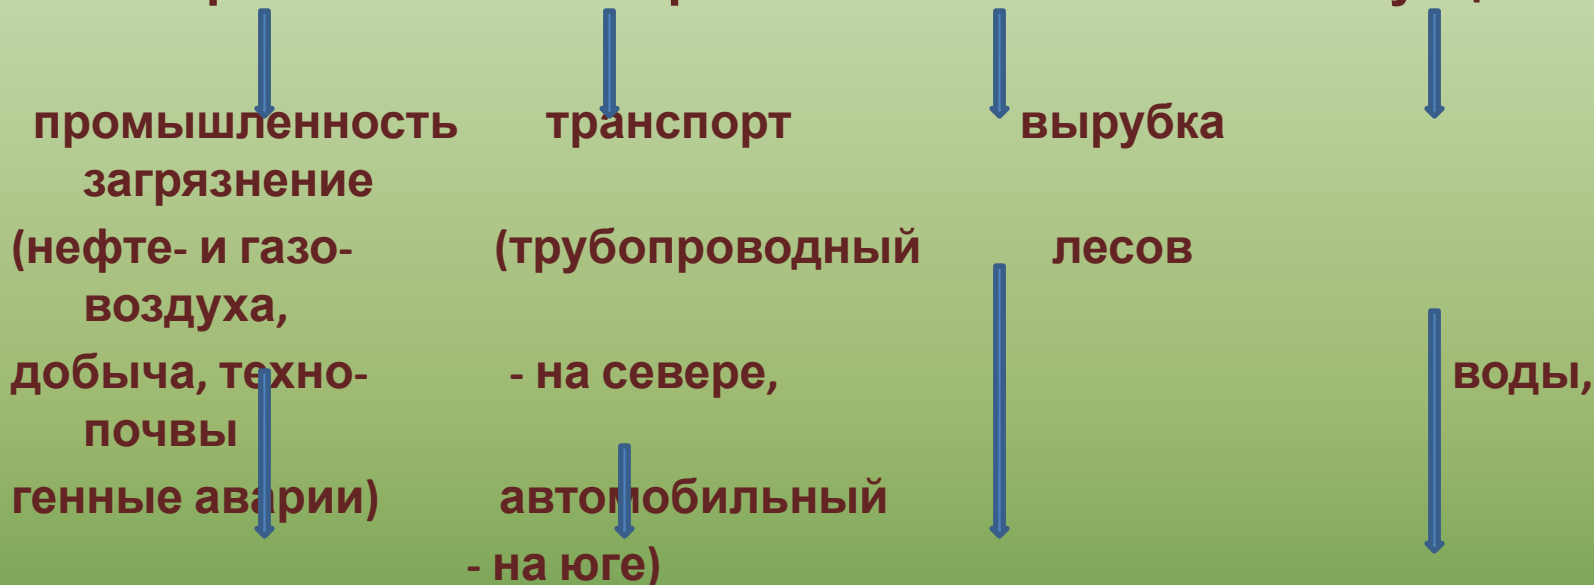 промышленность транспорт вырубка
загрязнение
(нефте- и газо- (трубопроводный лесов
воздуха,
добыча, техно- - на севере, воды,
почвы
генные аварии) автомобильный
- на юге)